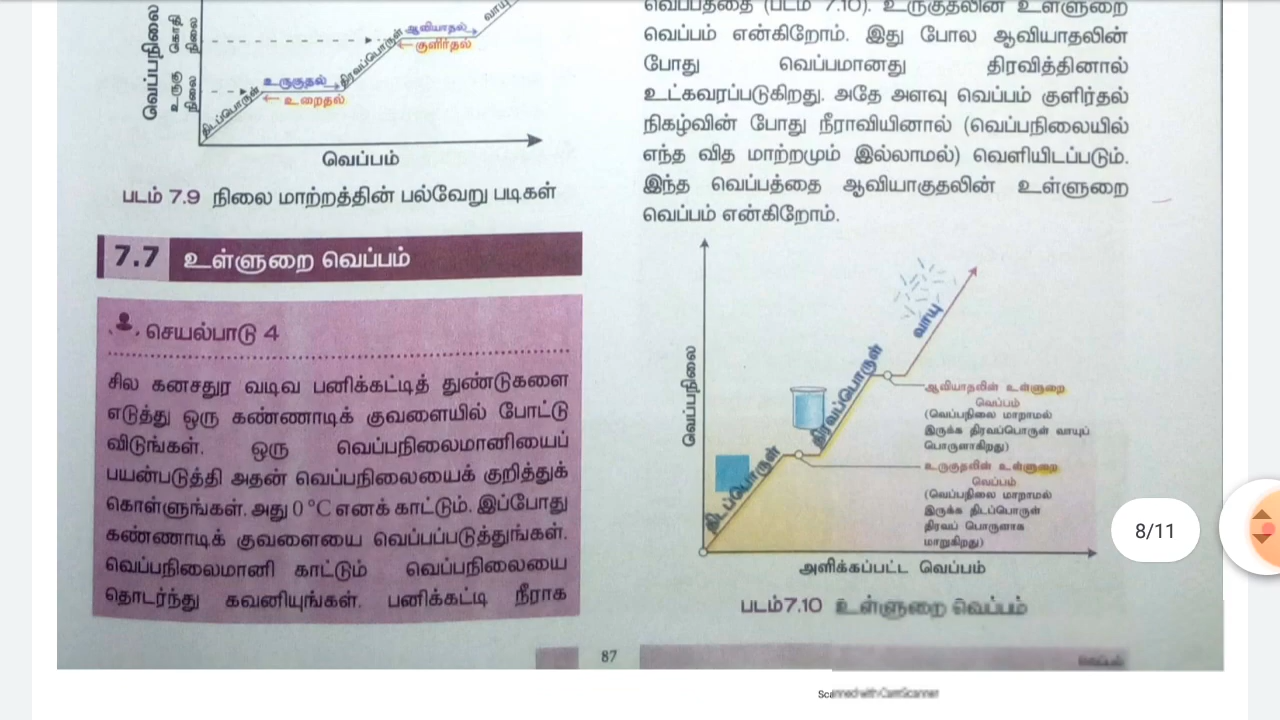 வெப்பநிலை
உருகு நிலை
கொதி நிலை
திடப்பொருள்
உருகுதல்
உறைதல்
திரவப்பொருள்
ஆவியாதல்
குளிர்தல்
வாயு
வெப்பம்
படம் 7.9 நிலை மாற்றத்தின் பல்வேறு படிகள்
7.7 உள்ளுறை வெப்பம்
செயல்பாடு 4
சில கனசதுர வடிவ பனிக்கட்டித் துண்டுகளை
எடுத்து ஒரு கண்ணாடிக் குவளையில் போட்டு
விடுங்கள். ஒரு வெப்பநிலைமானியைப்
பயன்படுத்தி அதன் வெப்பநிலையைக் குறித்துக்
கொள்ளுங்கள். அது 0 °C எனக் காட்டும். இப்போது
கண்ணாடிக் குவளையை வெப்பப்படுத்துங்கள்.
வெப்பநிலைமானி காட்டும் வெப்பநிலையை
தொடர்ந்து கவனியுங்கள். பனிக்கட்டி நீராக
வெப்பத்தை (படம் 7.10). உருகுதலின் உள்ளுறை
வெப்பம் என்கிறோம். இது போல ஆவியாதலின்
போது வெப்பமானது திரவித்தினால்
உட்கவரப்படுகிறது. அதே அளவு வெப்பம் குளிர்தல்
நிகழ்வின் போது நீராவியினால் (வெப்பநிலையில்
எந்த வித மாற்றமும் இல்லாமல்) வெளியிடப்படும்.
இந்த வெப்பத்தை ஆவியாகுதலின் உள்ளுறை
வெப்பம் என்கிறோம்.
வெப்பநிலை
திடப்பொருள்
திரவப்பொருள்
வாயு
ஆவியாதலின் உள்ளுறை
வெப்பம்
(வெப்பநிலை மாறாமல்
இருக்க திரவப்பொருள் வாயுப்
பொருளாகிறது)
உருகுதலின் உள்ளுறை
வெப்பம்
(வெப்பநிலை மாறாமல்
இருக்க திடப்பொருள்
திரவப் பொருளாக
மாறுகிறது)
அளிக்கப்பட்ட வெப்பம்
படம்7.10 உள்ளுறை வெப்பம்
8/11
87
வெப்பம்
Scanned with CamScanner